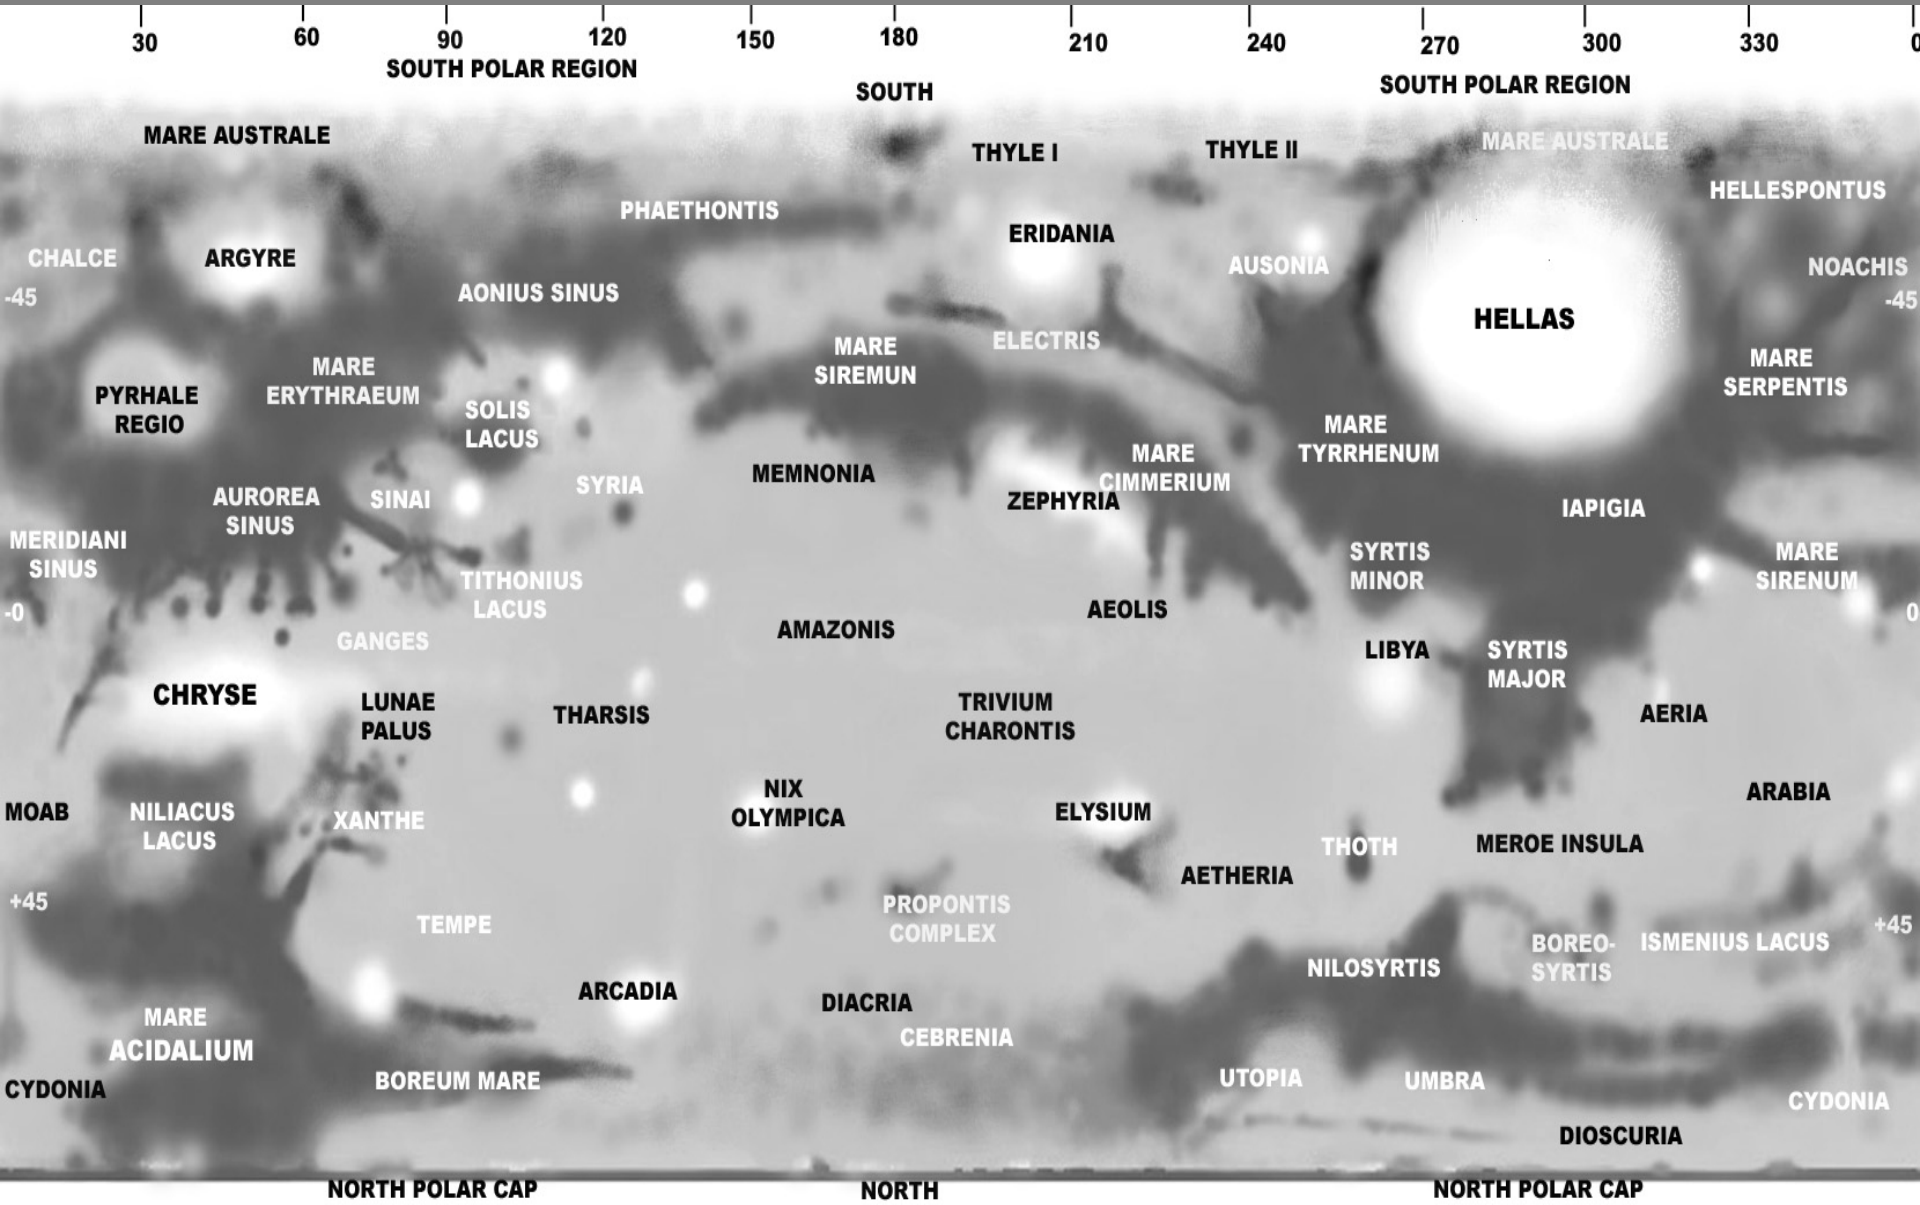 30 60 90 120 150 180 210 240 270 300 330 0
SOUTH POLAR REGION
SOUTH
SOUTH POLAR REGION
MARE AUSTRALE
THYLE I
THYLE II
MARE AUSTRALE
HELLESPONTUS
PHAETHONTIS
ERIDANIA
CHALCE
ARGYRE
AUSONIA
NOACHIS
-45
AONIUS SINUS
-45
HELLAS
ELECTRIS
MARE
SIREMUN
MARE
ERYTHRAEUM
MARE
SERPENTIS
PYRHALE
REGIO
SOLIS
LACUS
MARE
TYRRHENUM
MARE
CIMMERIUM
MEMNONIA
SYRIA
AUROREA
SINUS
SINAI
ZEPHYRIA
IAPIGIA
MERIDIANI
SINUS
SYRTIS
MINOR
MARE
SIRENUM
TITHONIUS
LACUS
-0
AEOLIS
0
GANGES
AMAZONIS
LIBYA
SYRTIS
MAJOR
CHRYSE
LUNAE
PALUS
THARSIS
TRIVIUM
CHARONTIS
AERIA
MOAB
NILIACUS
LACUS
XANTHE
NIX
OLYMPICA
ELYSIUM
ARABIA
THOTH
MEROE INSULA
AETHERIA
+45
TEMPE
PROPONTIS
COMPLEX
+45
BOREO-
SYRTIS
ISMENIUS LACUS
NILOSYRTIS
ARCADIA
DIACRIA
MARE
ACIDALIUM
CEBRENIA
CYDONIA
BOREUM MARE
UTOPIA
UMBRA
CYDONIA
DIOSCURIA
NORTH POLAR CAP
NORTH
NORTH POLAR CAP